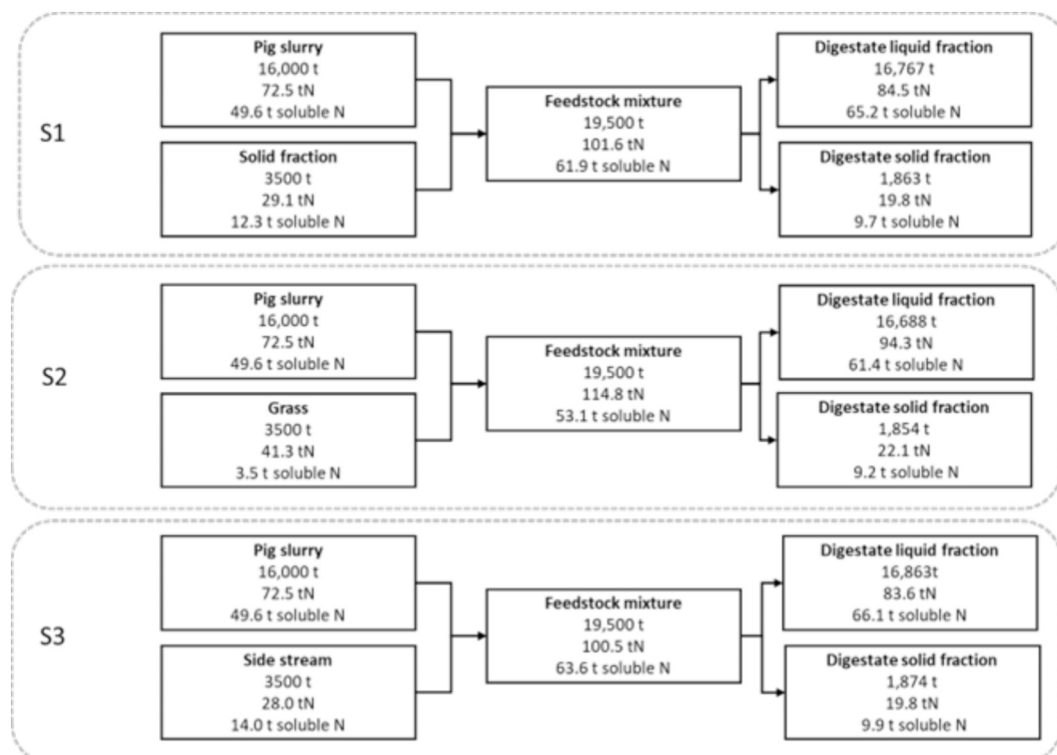 S1
Pig slurry
16,000 t
72.5 tN
49.6 t soluble N
Solid fraction
3500 t
29.1 tN
12.3 t soluble N
Feedstock mixture
19,500 t
101.6 tN
61.9 t soluble N
Digestate liquid fraction
16,767 t
84.5 tN
65.2 t soluble N
Digestate solid fraction
1,863 t
19.8 tN
9.7 t soluble N
S2
Pig slurry
16,000 t
72.5 tN
49.6 t soluble N
Grass
3500 t
41.3 tN
3.5 t soluble N
Feedstock mixture
19,500 t
114.8 tN
53.1 t soluble N
Digestate liquid fraction
16,688 t
94.3 tN
61.4 t soluble N
Digestate solid fraction
1,854 t
22.1 tN
9.2 t soluble N
S3
Pig slurry
16,000 t
72.5 tN
49.6 t soluble N
Side stream
3500 t
28.0 tN
14.0 t soluble N
Feedstock mixture
19,500 t
100.5 tN
63.6 t soluble N
Digestate liquid fraction
16,863t
83.6 tN
66.1 t soluble N
Digestate solid fraction
1,874 t
19.8 tN
9.9 t soluble N